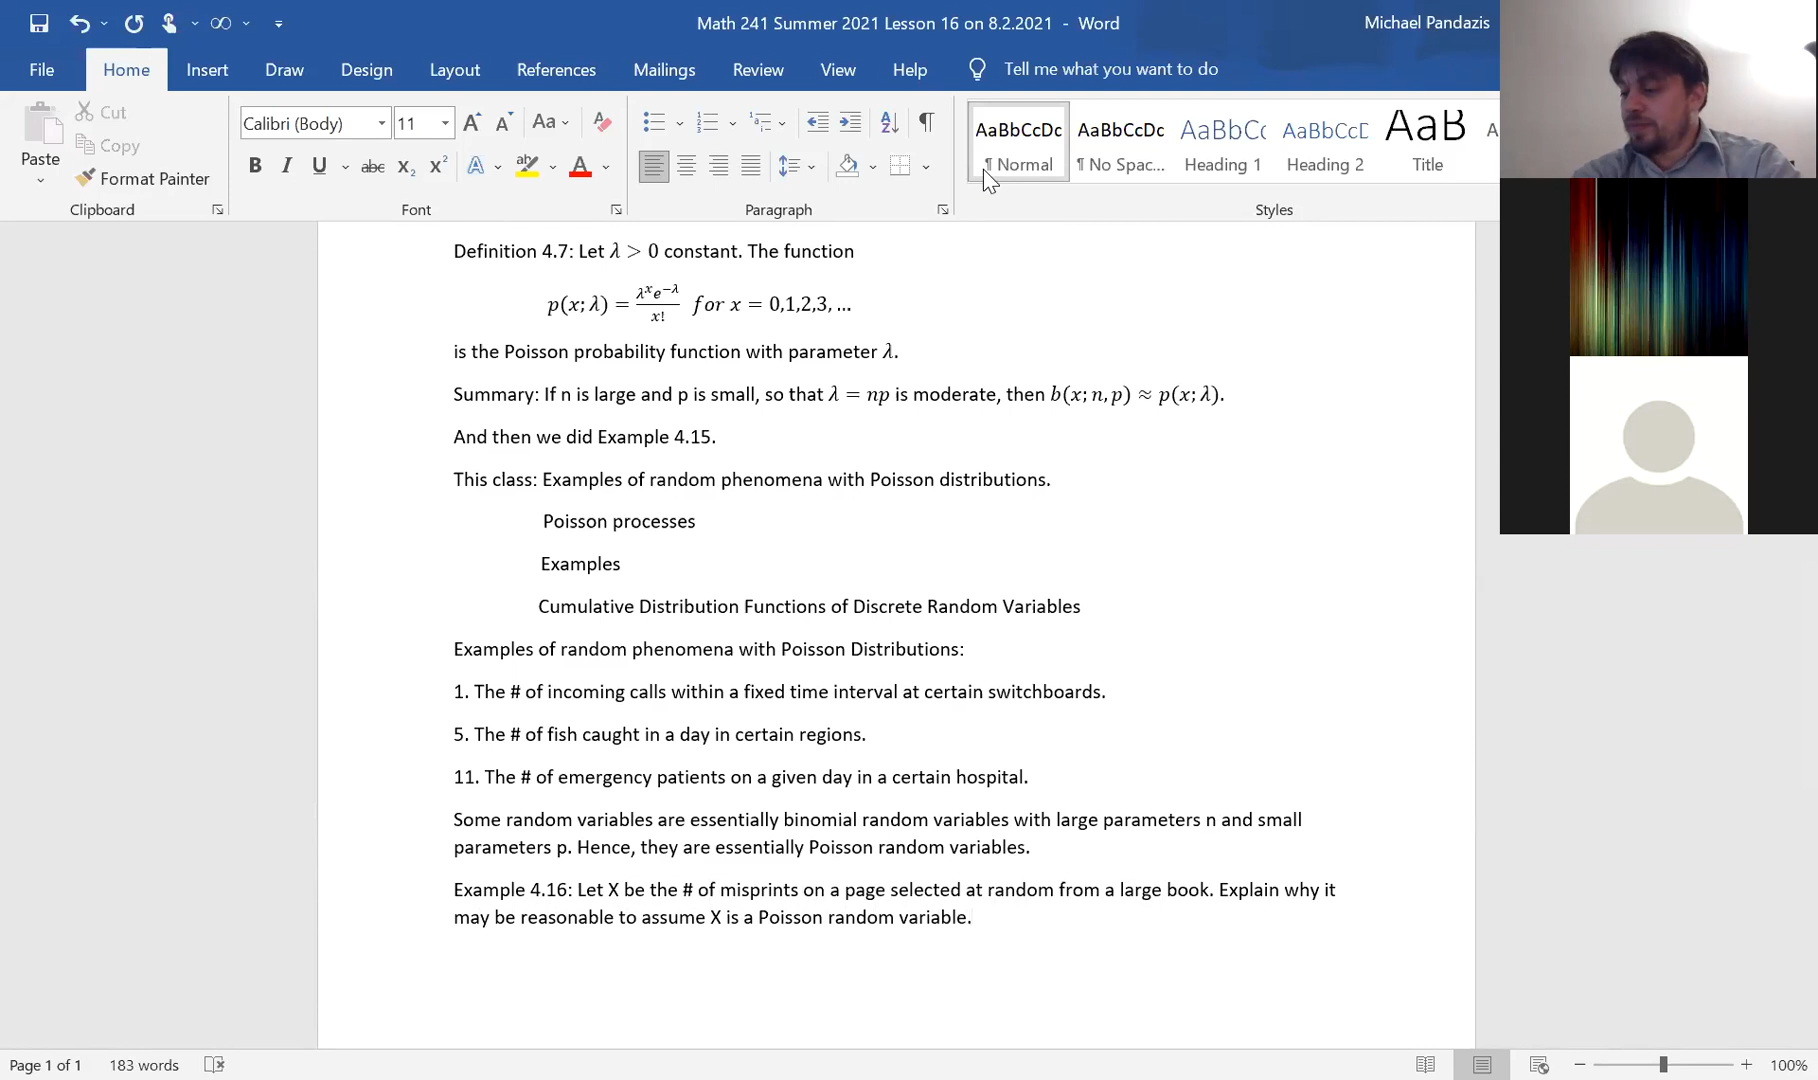 Math 241 Summer 2021 Lesson 16 on 8.2.2021 - Word
Michael Pandazis
File Home Insert Draw Design Layout References Mailings Review View Help Tell me what you want to do
Paste
Cut
Copy
Format Painter
Calibri (Body) 11
AaBbCcDc AaBbCcDc AaBbCc AaBbCcD AaB
¶ Normal ¶ No Spac... Heading 1 Heading 2 Title
Clipboard Font Paragraph Styles
Definition 4.7: Let λ > 0 constant. The function
p(x; λ) = λ^x e^−λ / x! for x = 0,1,2,3, …
is the Poisson probability function with parameter λ.
Summary: If n is large and p is small, so that λ = np is moderate, then b(x; n, p) ≈ p(x; λ).
And then we did Example 4.15.
This class: Examples of random phenomena with Poisson distributions.
Poisson processes
Examples
Cumulative Distribution Functions of Discrete Random Variables
Examples of random phenomena with Poisson Distributions:
1. The # of incoming calls within a fixed time interval at certain switchboards.
5. The # of fish caught in a day in certain regions.
11. The # of emergency patients on a given day in a certain hospital.
Some random variables are essentially binomial random variables with large parameters n and small
parameters p. Hence, they are essentially Poisson random variables.
Example 4.16: Let X be the # of misprints on a page selected at random from a large book. Explain why it
may be reasonable to assume X is a Poisson random variable.
Page 1 of 1 183 words 100%